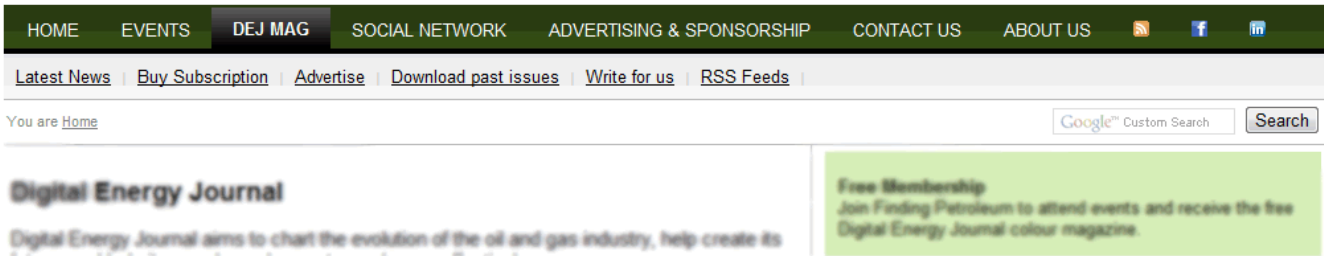 HOME EVENTS DEJ MAG SOCIAL NETWORK ADVERTISING & SPONSORSHIP CONTACT US ABOUT US f in
Latest News | Buy Subscription | Advertise | Download past issues | Write for us | RSS Feeds |
You are Home
Google™ Custom Search Search
Digital Energy Journal
Free Membership
Join Finding Petroleum to attend events and receive the free
Digital Energy Journal colour magazine.
Digital Energy Journal aims to chart the evolution of the oil and gas industry, help create its